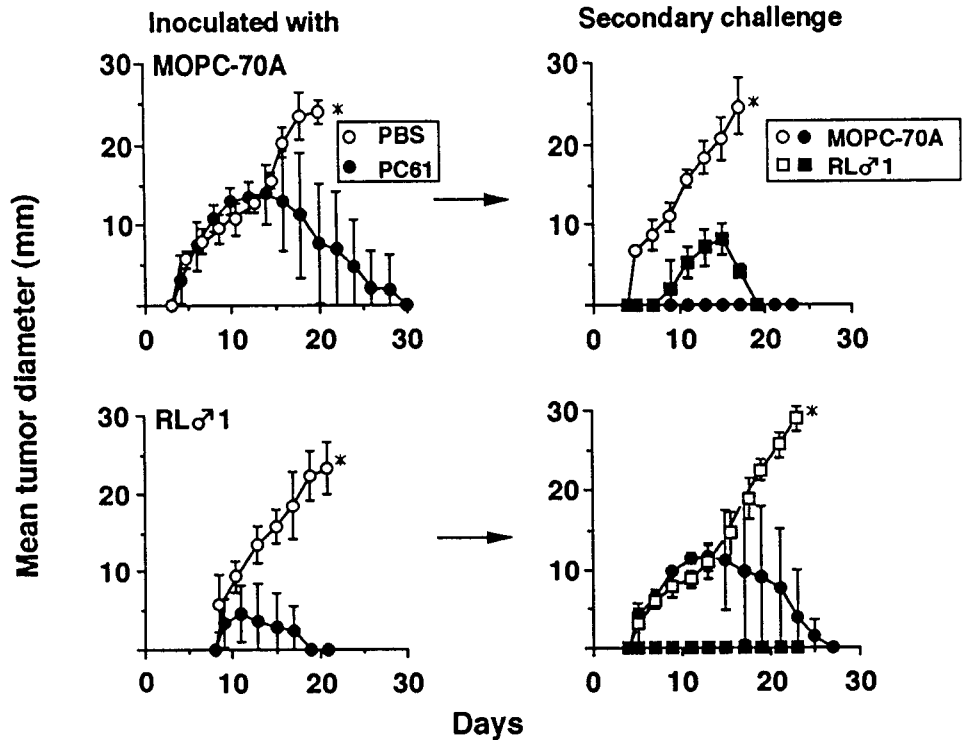 Inoculated with
Secondary challenge
Mean tumor diameter (mm)
MOPC-70A
30
20
10
0 10 20 30
*
PBS
PC61
30
20
10
0 10 20 30
*
MOPC-70A
RL♂1
RL♂1
30
20
10
0 10 20 30
*
30
20
10
0 10 20 30
*
Days